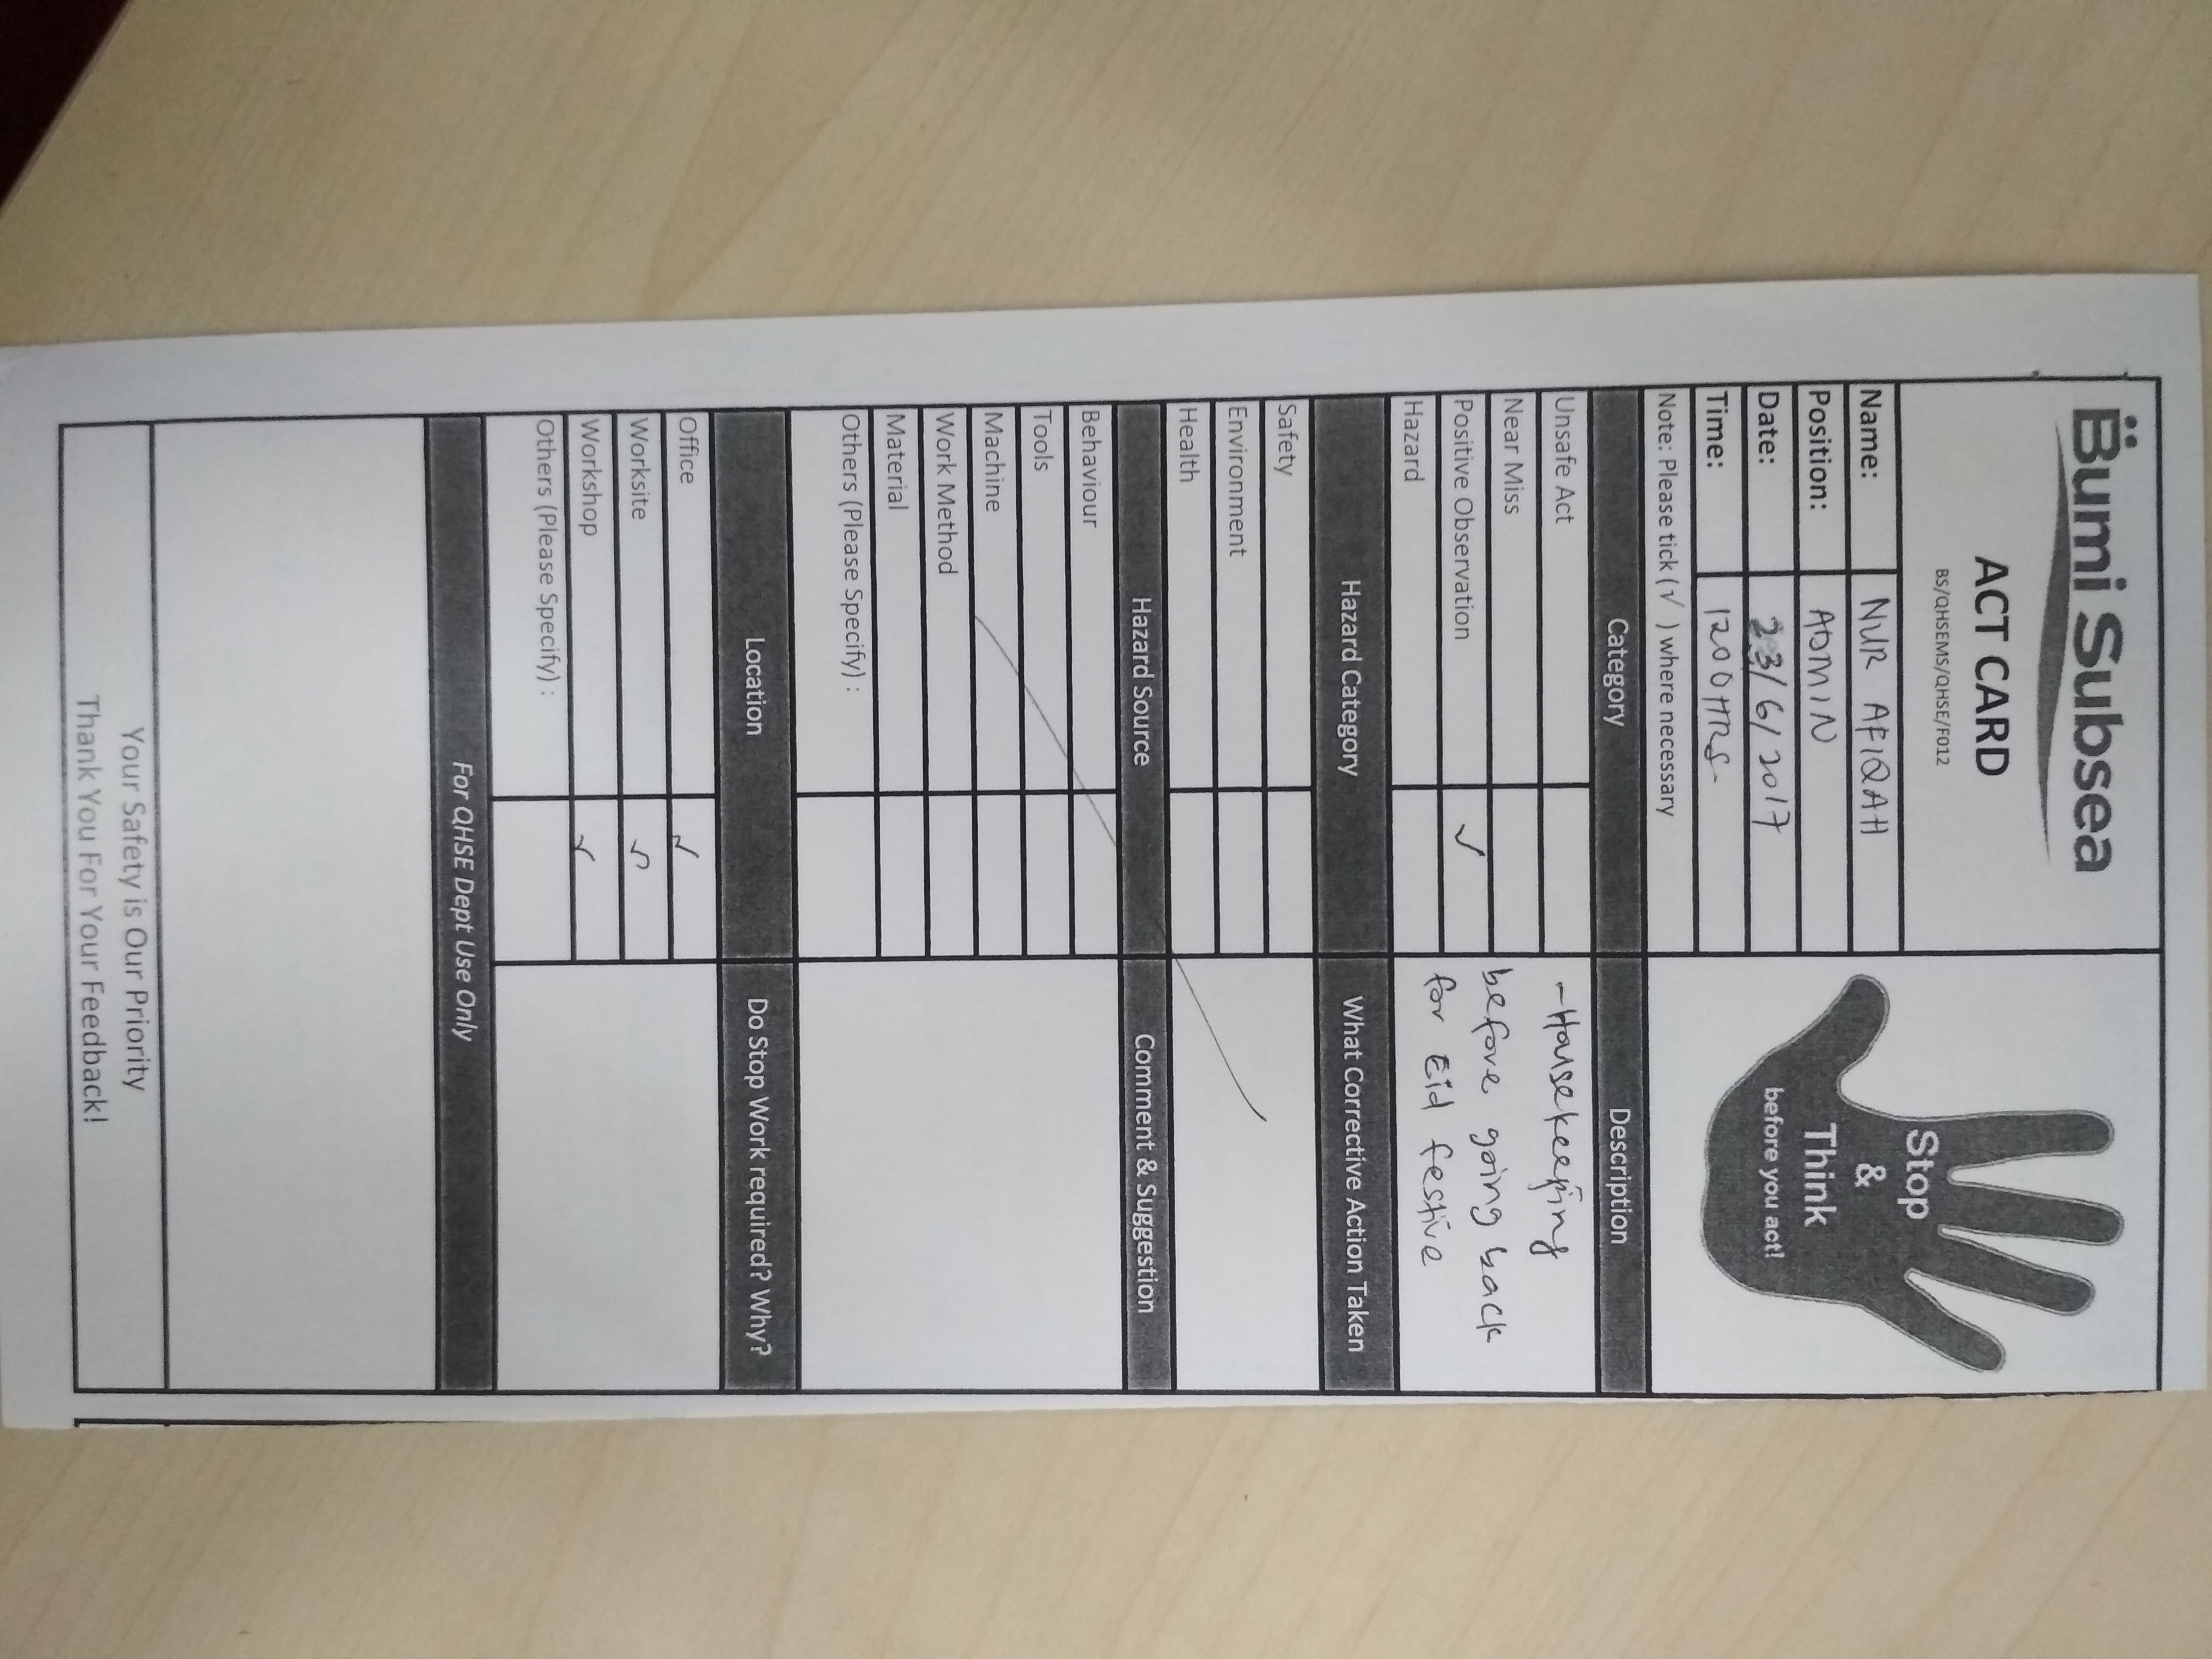 Bumi Subsea
ACT CARD
BS/QHSEMS/QHSE/F012
Stop
&
Think
before you act!
Name: NUR AFIQAH
Position: ADMIN
Date: 23/6/2017
Time: 1200HRS.
Note: Please tick (√ ) where necessary
Category Description
Unsafe Act
Near Miss
Positive Observation ✓
Hazard
-Housekeeping
before going back
for Eid festive
Hazard Category What Corrective Action Taken
Safety
Environment
Health
Hazard Source Comment & Suggestion
Behaviour
Tools
Machine
Work Method
Material
Others (Please Specify) :
Location Do Stop Work required? Why?
Office ✓
Worksite ✓
Workshop ✓
Others (Please Specify) :
For QHSE Dept Use Only
Your Safety is Our Priority
Thank You For Your Feedback!